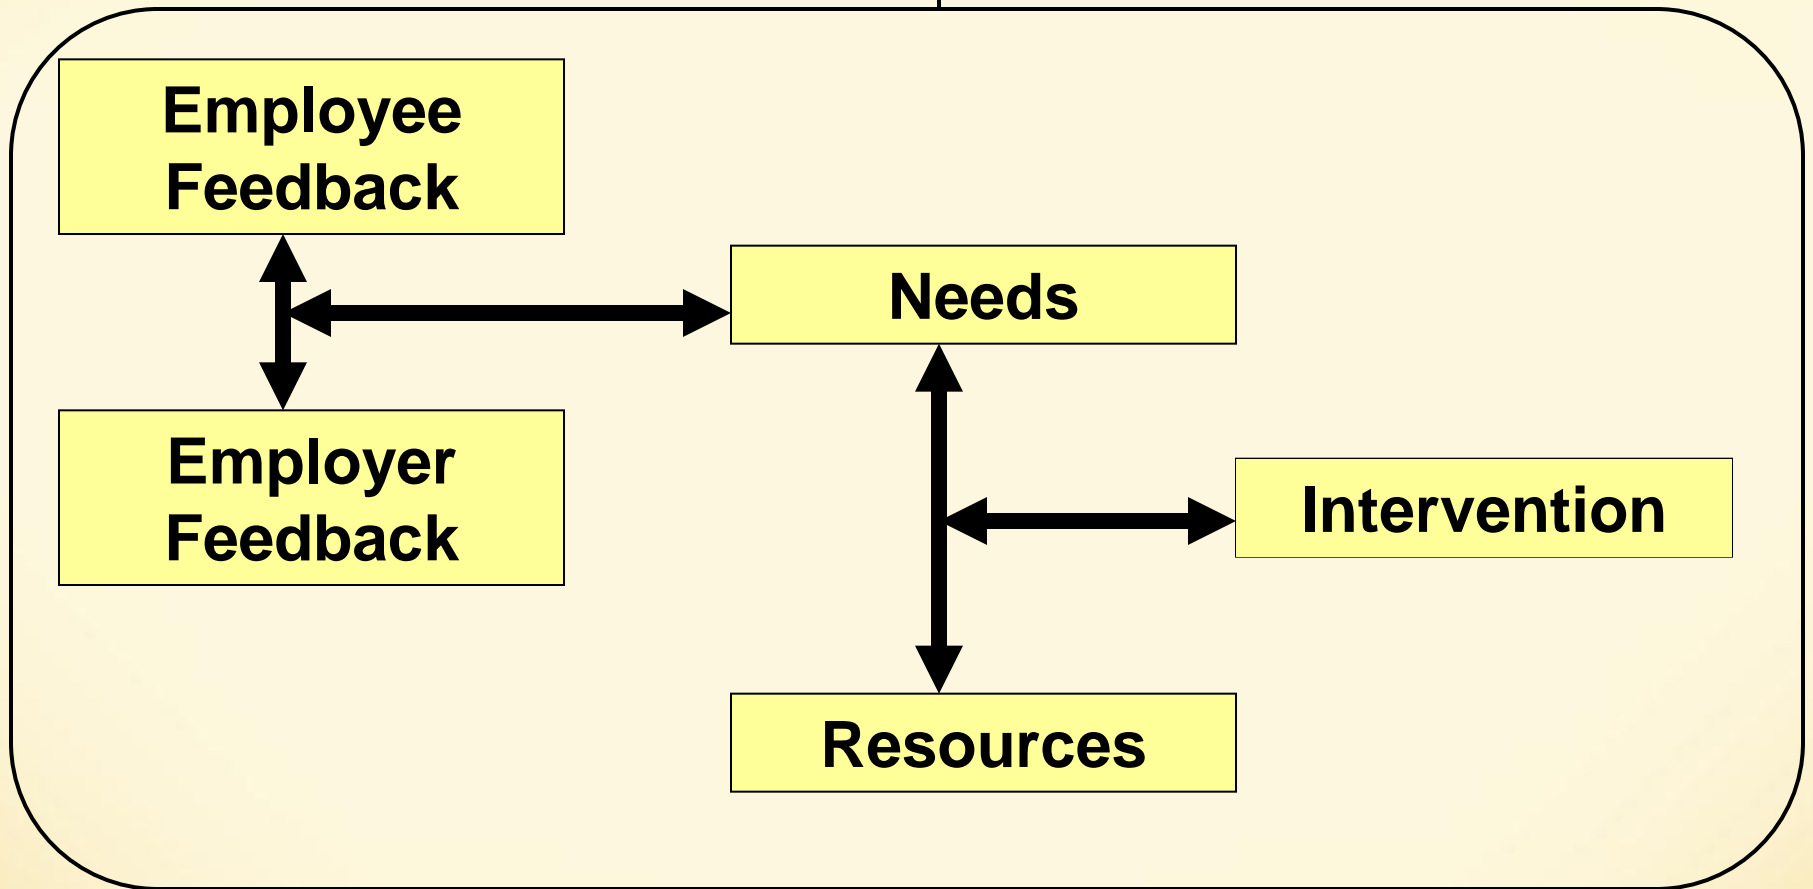 Employee
Feedback
Needs
Employer
Feedback
Intervention
Resources